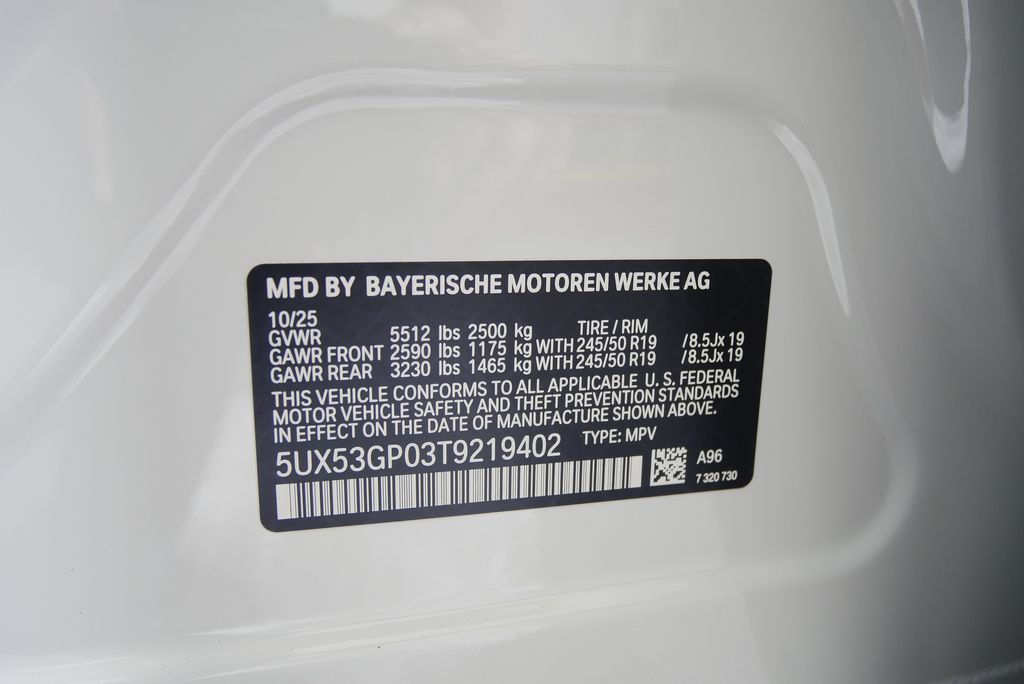 MFD BY BAYERISCHE MOTOREN WERKE AG
10/25
GVWR 5512 lbs 2500 kg TIRE / RIM
GAWR FRONT 2590 lbs 1175 kg WITH 245/50 R19 /8.5Jx 19
GAWR REAR 3230 lbs 1465 kg WITH 245/50 R19 /8.5Jx 19
THIS VEHICLE CONFORMS TO ALL APPLICABLE U. S. FEDERAL
MOTOR VEHICLE SAFETY AND THEFT PREVENTION STANDARDS
IN EFFECT ON THE DATE OF MANUFACTURE SHOWN ABOVE.
5UX53GP03T9219402 TYPE: MPV
A96
7 320 730